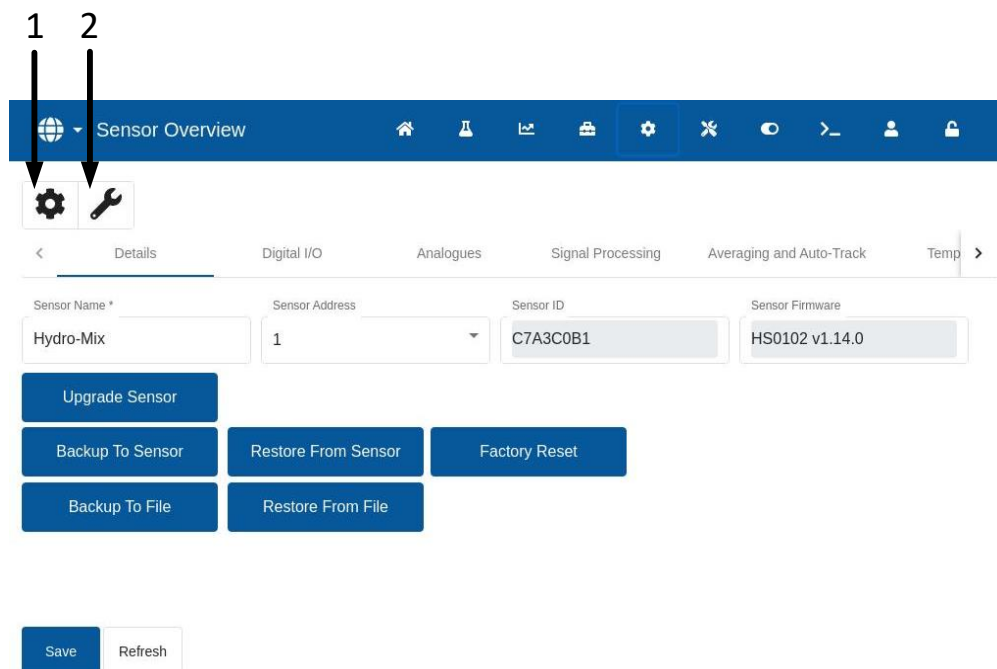 1 2
Sensor Overview
Details Digital I/O Analogues Signal Processing Averaging and Auto-Track Temp
Sensor Name * Sensor Address Sensor ID Sensor Firmware
Hydro-Mix 1 C7A3C0B1 HS0102 v1.14.0
Upgrade Sensor
Backup To Sensor Restore From Sensor Factory Reset
Backup To File Restore From File
Save Refresh